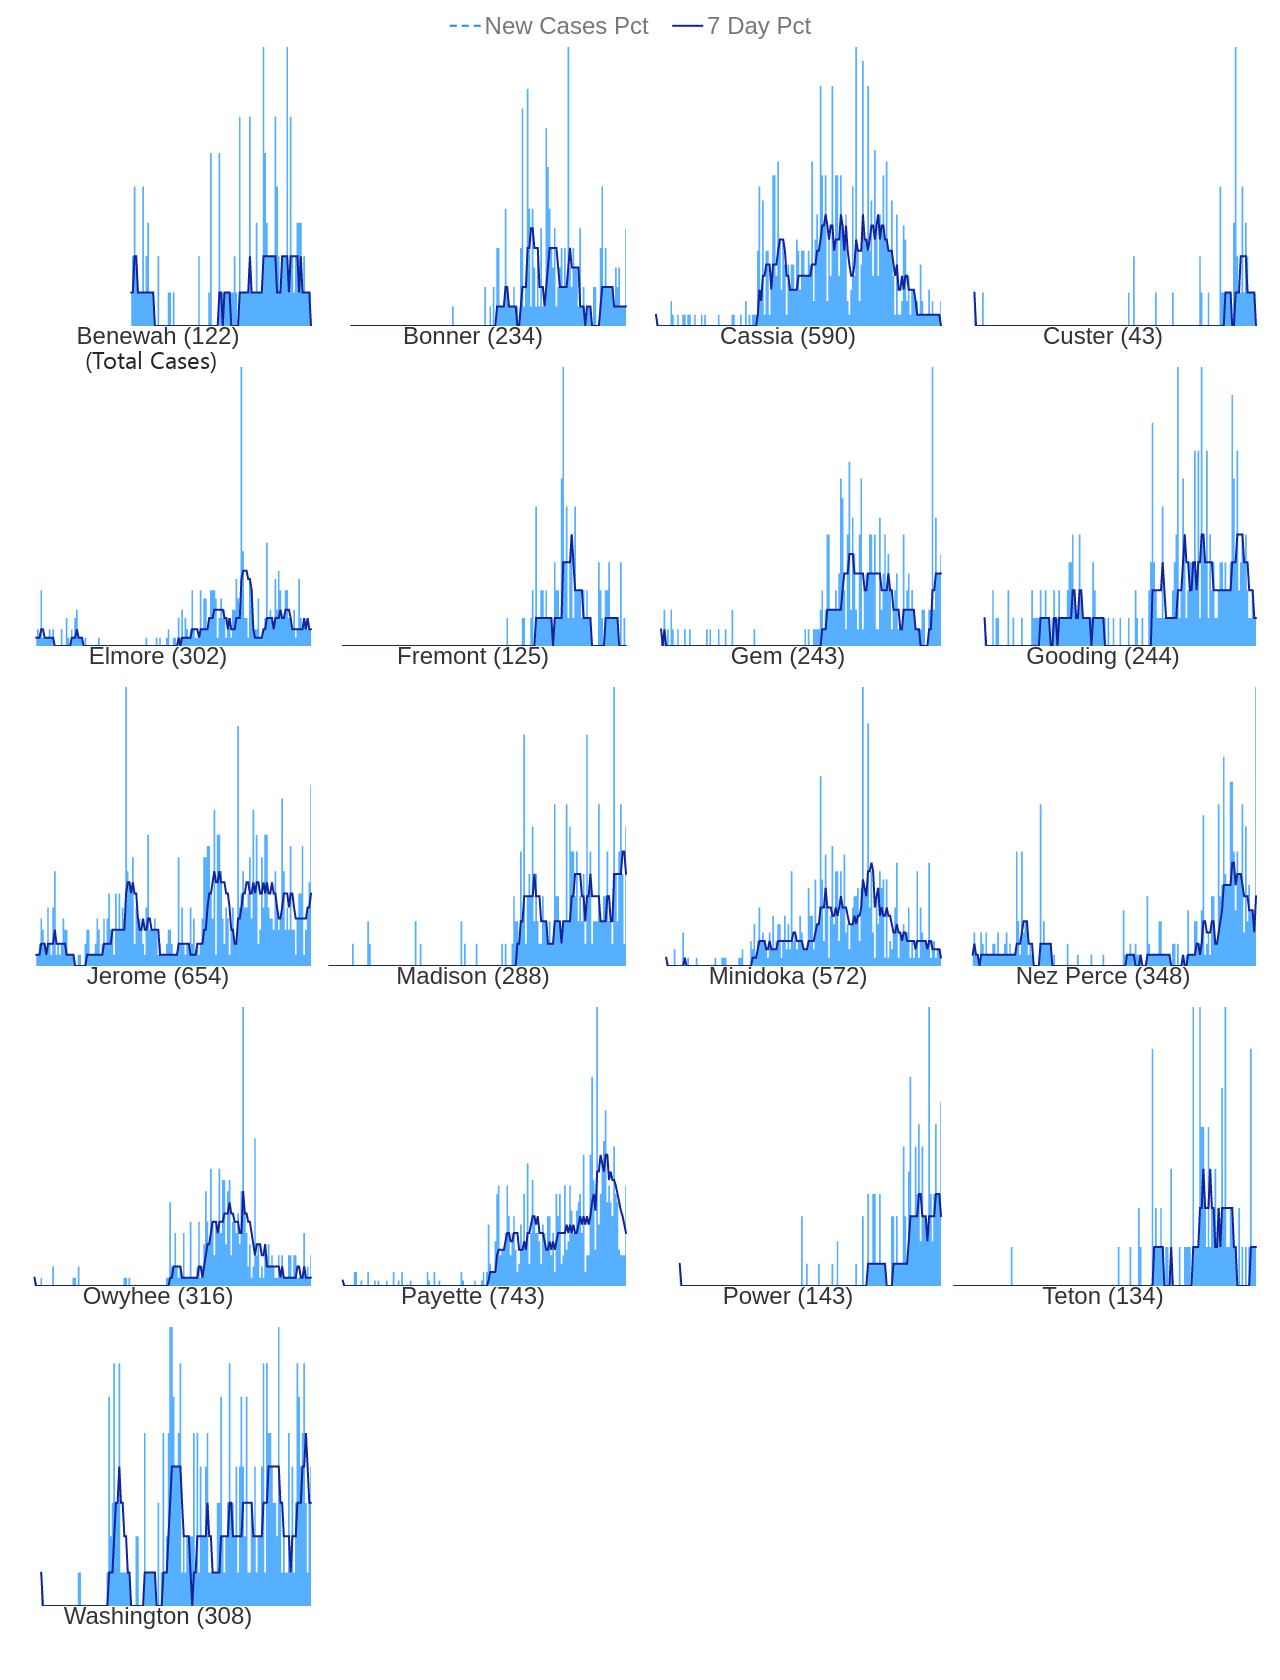 New Cases Pct 7 Day Pct
Benewah (122) Bonner (234) Cassia (590) Custer (43)
(Total Cases)
Elmore (302) Fremont (125) Gem (243) Gooding (244)
Jerome (654) Madison (288) Minidoka (572) Nez Perce (348)
Owyhee (316) Payette (743) Power (143) Teton (134)
Washington (308)